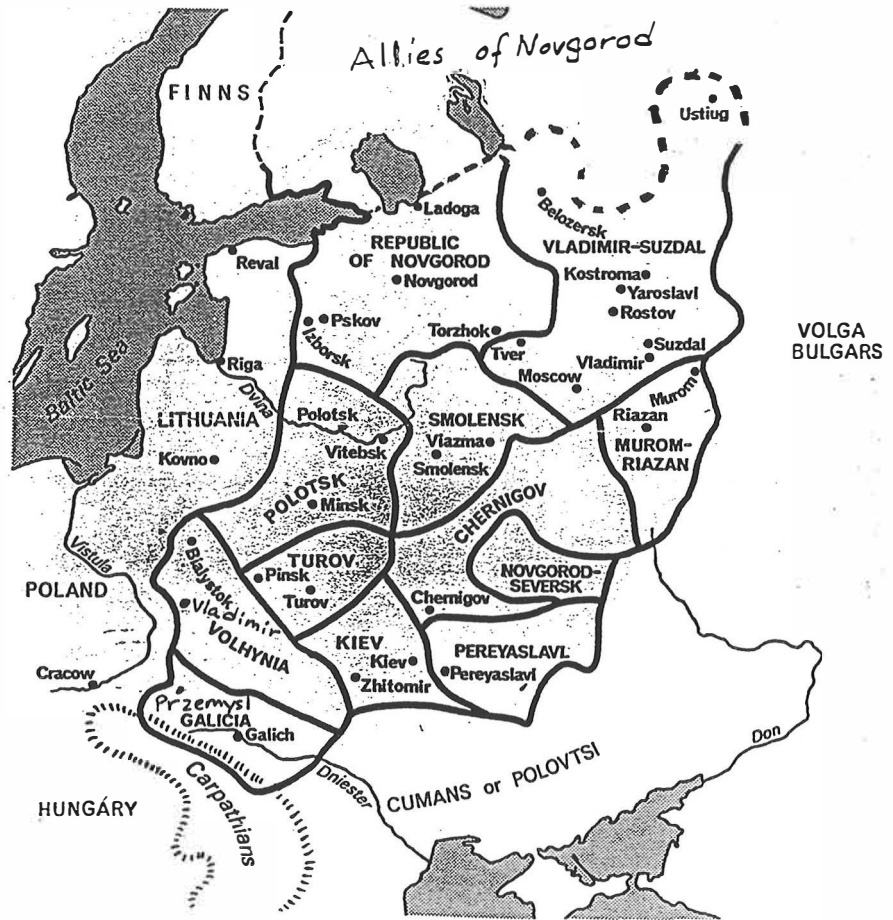 Allies of Novgorod
FINNS
Ustiug
Ladoga
Belozersk
REPUBLIC
OF NOVGOROD
VLADIMIR-SUZDAL
Reval
Novgorod
Kostroma
Yaroslavl
Rostov
Pskov
Izborsk
Torzhok
Tver
Suzdal
Vladimir
VOLGA
BULGARS
Baltic Sea
Riga
Dvina
Moscow
Murom
LITHUANIA
Polotsk
SMOLENSK
Riazan
Vitebsk
Viazma
MUROM-
RIAZAN
Kovno
Smolensk
POLOTSK
Minsk
CHERNIGOV
Vistula
Bialystok
TUROV
Pinsk
NOVGOROD-
SEVERSK
POLAND
Vladimir
Turov
Chernigov
VOLHYNIA
KIEV
PEREYASLAVL
Cracow
Kiev
Pereyaslavl
Zhitomir
Przemysl
GALICIA
Galich
Don
Dniester
CUMANS or POLOVTSI
Carpathians
HUNGÁRY